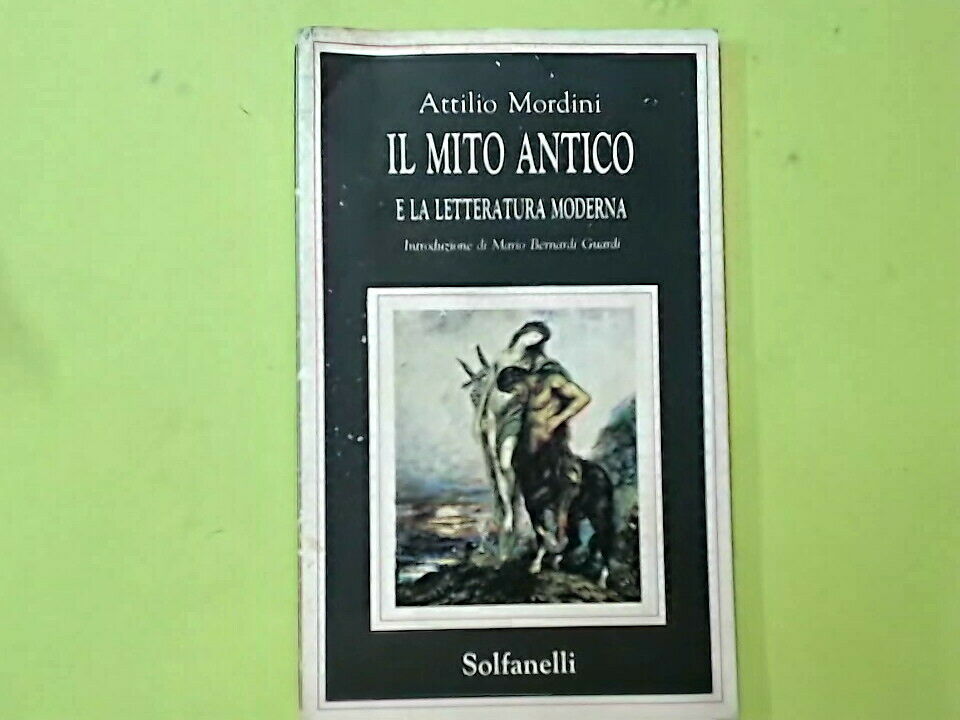 Attilio Mordini
IL MITO ANTICO
E LA LETTERATURA MODERNA
Introduzione di Mario Bernardi Guardi
Solfanelli